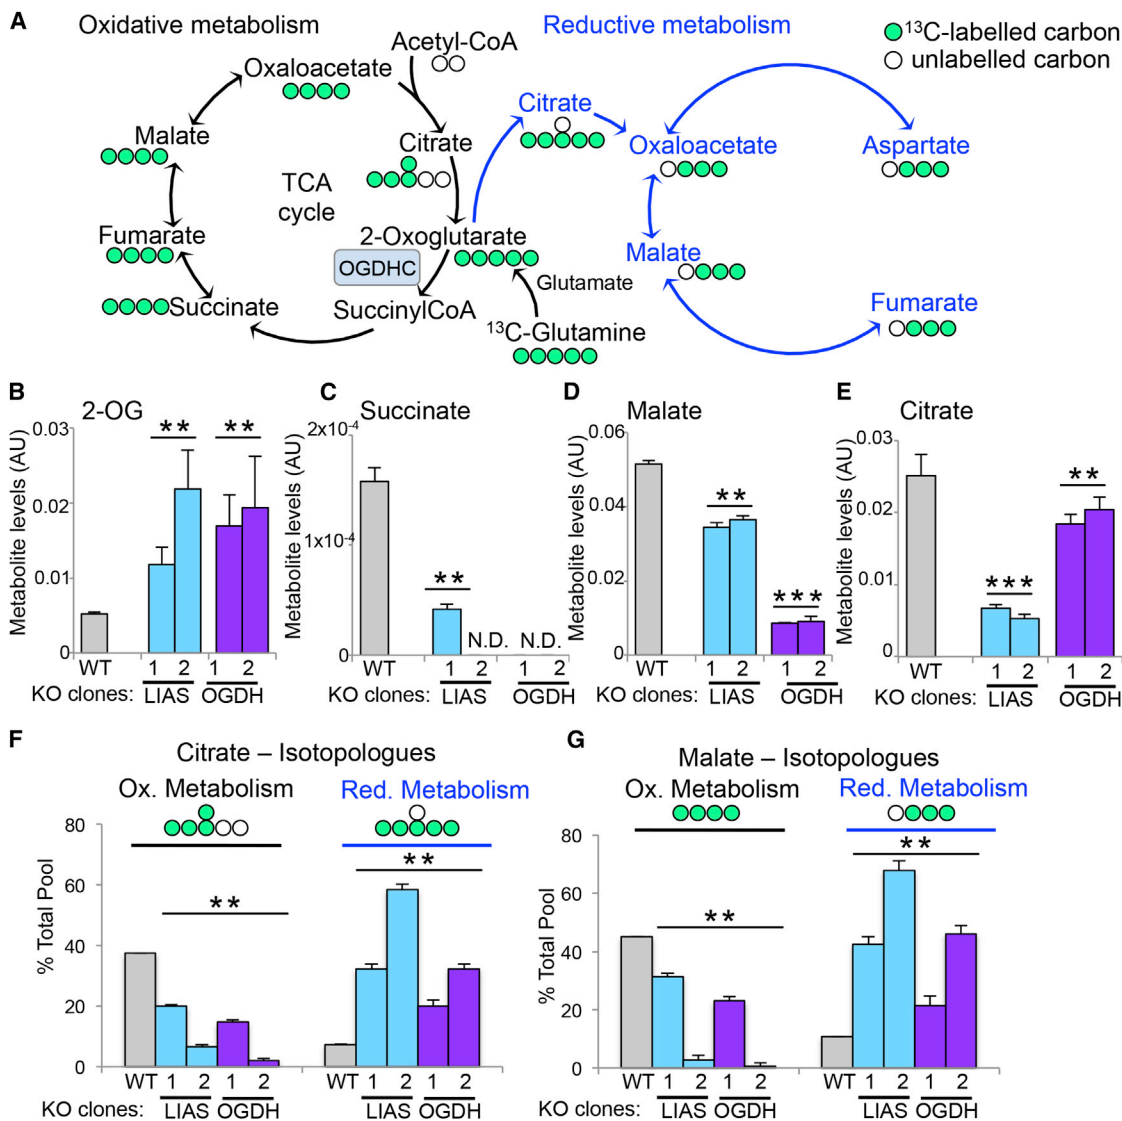 A
Oxidative metabolism
Reductive metabolism
13C-labelled carbon
unlabelled carbon
Acetyl-CoA
Oxaloacetate
Citrate
Malate
Citrate
Oxaloacetate
Aspartate
TCA
cycle
Fumarate
2-Oxoglutarate
Malate
OGDHC
Glutamate
Succinate
SuccinylCoA
Fumarate
13C-Glutamine
B
2-OG
Metabolite levels (AU)
0.03
0.02
0.01
0
**
**
WT
1
2
1
2
KO clones:
LIAS
OGDH
C
Succinate
Metabolite levels (AU)
2x10-4
1x10-4
0
**
N.D.
N.D.
WT
1
2
1
2
KO clones:
LIAS
OGDH
D
Malate
Metabolite levels (AU)
0.06
0.04
0.02
0
**
***
WT
1
2
1
2
KO clones:
LIAS
OGDH
E
Citrate
Metabolite levels (AU)
0.03
0.02
0.01
0
***
**
WT
1
2
1
2
KO clones:
LIAS
OGDH
F
Citrate – Isotopologues
Ox. Metabolism
Red. Metabolism
% Total Pool
80
60
40
20
0
**
**
WT
1
2
1
2
WT
1
2
1
2
KO clones:
LIAS
OGDH
LIAS
OGDH
G
Malate – Isotopologues
Ox. Metabolism
Red. Metabolism
% Total Pool
80
60
40
20
0
**
**
WT
1
2
1
2
WT
1
2
1
2
KO clones:
LIAS
OGDH
LIAS
OGDH